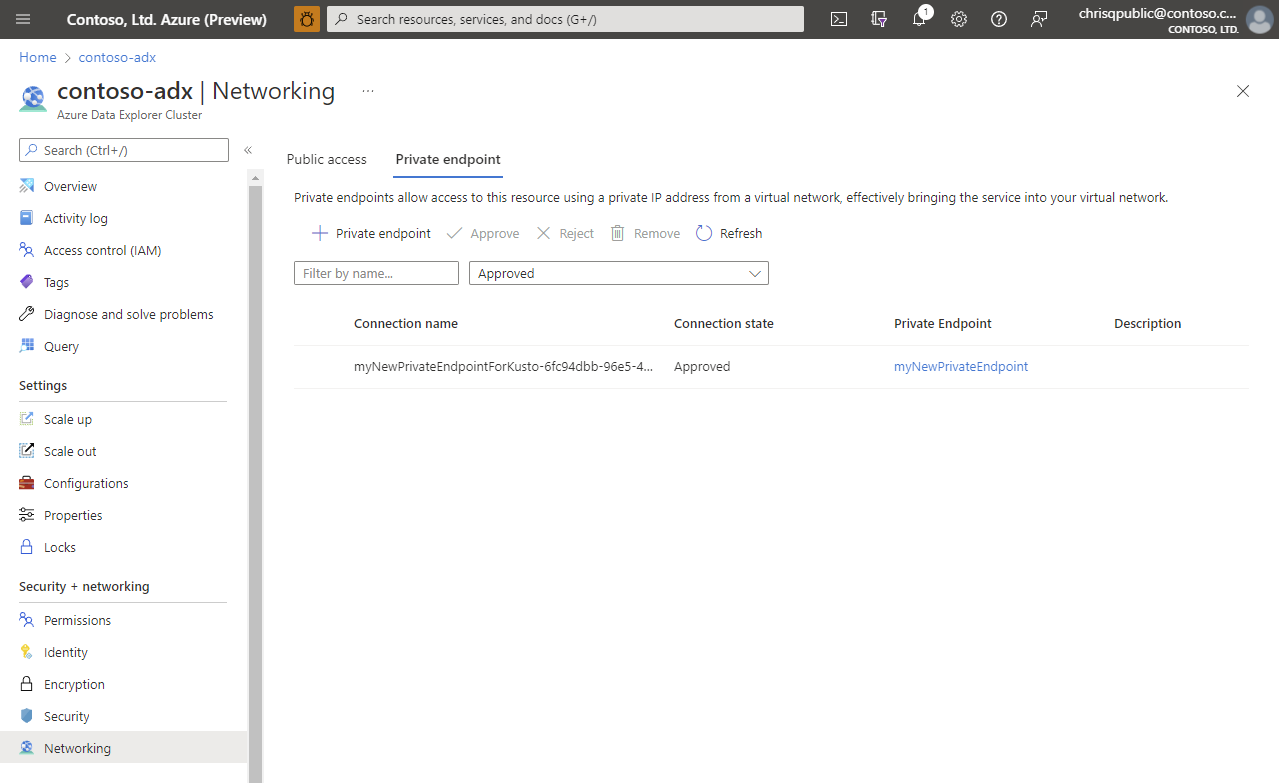 Contoso, Ltd. Azure (Preview)
Search resources, services, and docs (G+/)
1
chrisqpublic@contoso.c...
CONTOSO, LTD.
Home > contoso-adx
contoso-adx | Networking ...
Azure Data Explorer Cluster
Search (Ctrl+/)
«
Overview
Activity log
Access control (IAM)
Tags
Diagnose and solve problems
Query
Settings
Scale up
Scale out
Configurations
Properties
Locks
Security + networking
Permissions
Identity
Encryption
Security
Networking
Public access Private endpoint
Private endpoints allow access to this resource using a private IP address from a virtual network, effectively bringing the service into your virtual network.
Private endpoint Approve Reject Remove Refresh
Filter by name... Approved
Connection name Connection state Private Endpoint Description
myNewPrivateEndpointForKusto-6fc94dbb-96e5-4... Approved myNewPrivateEndpoint